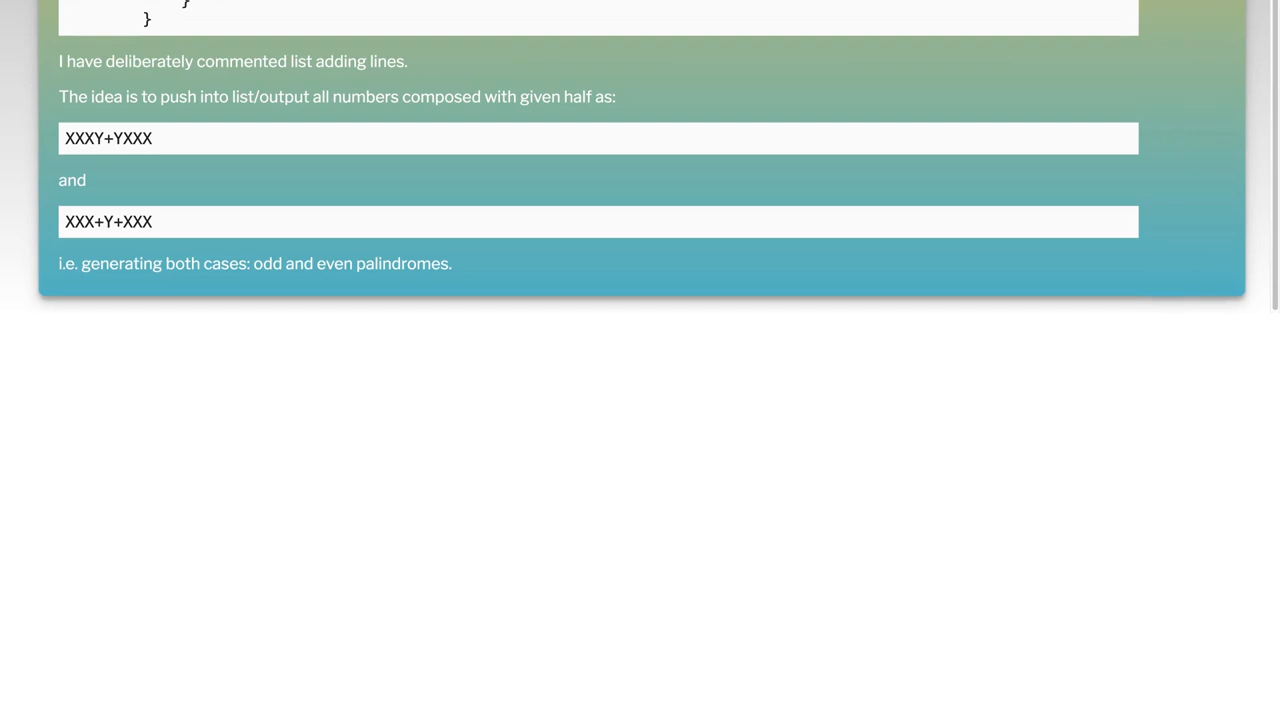 }
}
I have deliberately commented list adding lines.
The idea is to push into list/output all numbers composed with given half as:
XXXY+YXXX
and
XXX+Y+XXX
i.e. generating both cases: odd and even palindromes.